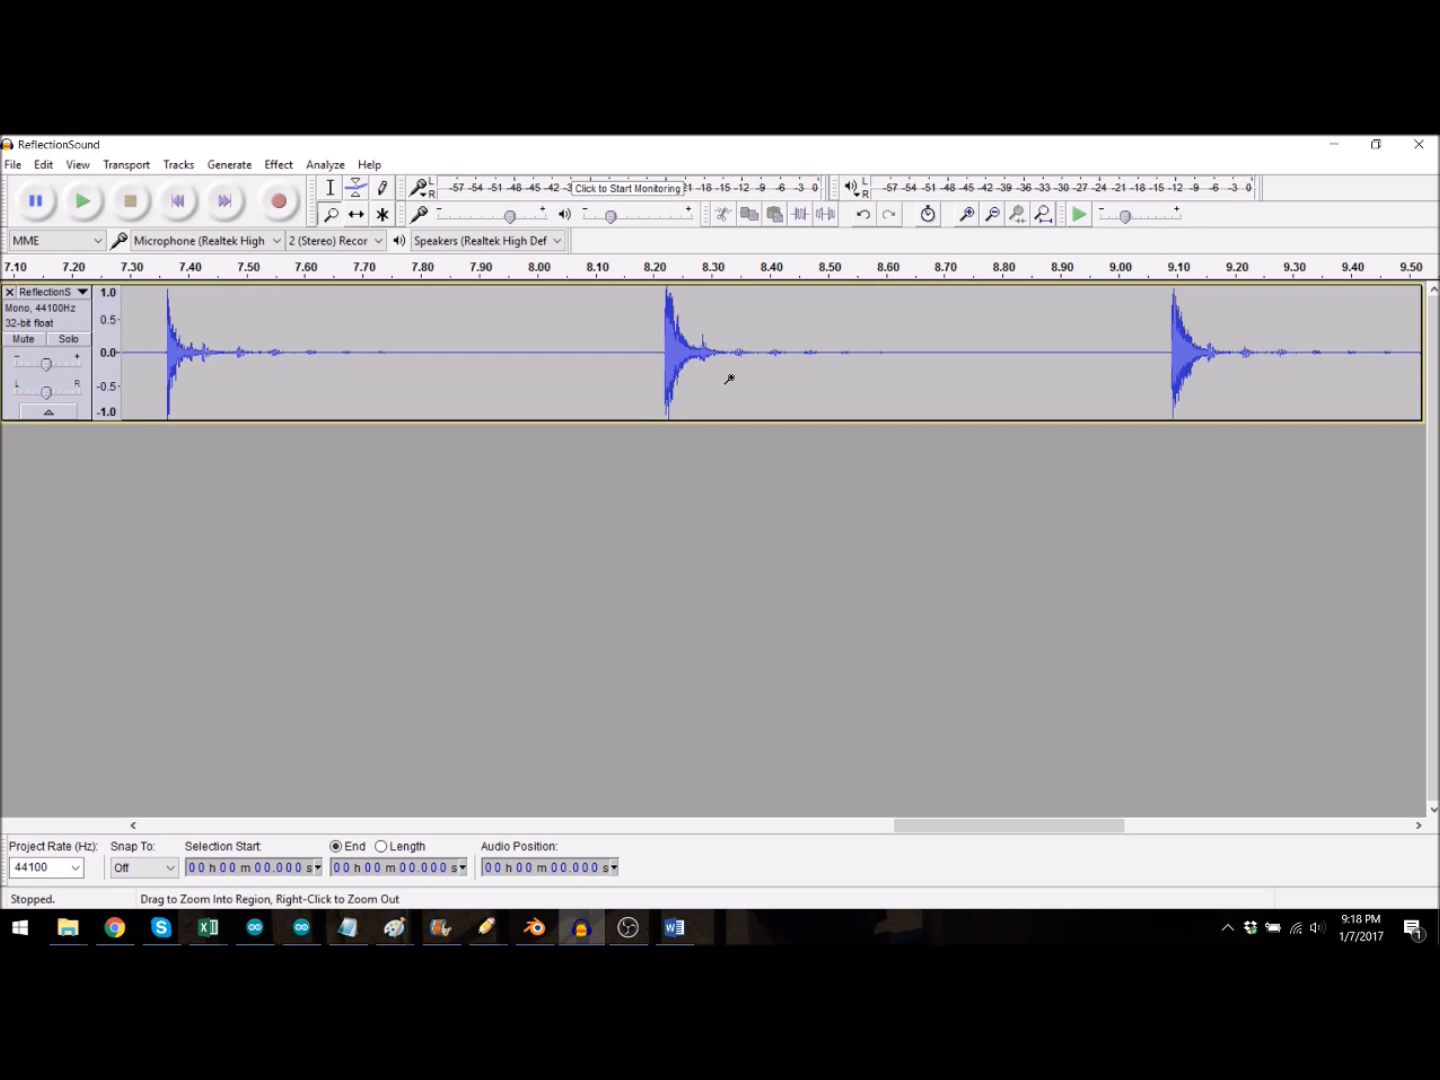 ReflectionSound
File Edit View Transport Tracks Generate Effect Analyze Help
L R -57 -54 -51 -48 -45 -42 -3 Click to Start Monitoring 21 -18 -15 -12 -9 -6 -3 0 L R -57 -54 -51 -48 -45 -42 -39 -36 -33 -30 -27 -24 -21 -18 -15 -12 -9 -6 -3 0
- + - + - +
MME Microphone (Realtek High 2 (Stereo) Recor Speakers (Realtek High Def
7.10 7.20 7.30 7.40 7.50 7.60 7.70 7.80 7.90 8.00 8.10 8.20 8.30 8.40 8.50 8.60 8.70 8.80 8.90 9.00 9.10 9.20 9.30 9.40 9.50
ReflectionS 1.0
Mono, 44100Hz
32-bit float 0.5
Mute Solo
- + 0.0
L R -0.5
-1.0
Project Rate (Hz): Snap To: Selection Start: End Length Audio Position:
44100 Off 00 h 00 m 00.000 s 00 h 00 m 00.000 s 00 h 00 m 00.000 s
Stopped. Drag to Zoom Into Region, Right-Click to Zoom Out
9:18 PM
1/7/2017 1